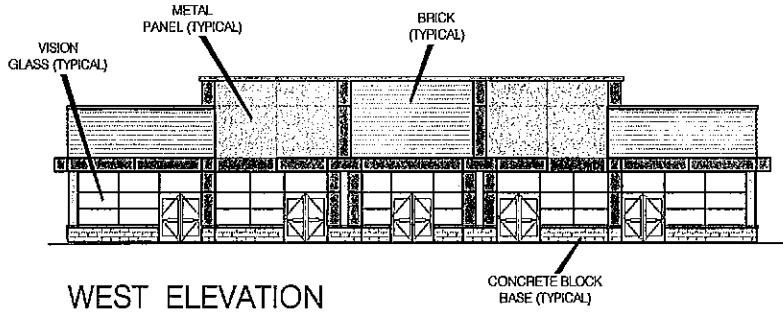 METAL
PANEL (TYPICAL)
BRICK
(TYPICAL)
VISION
GLASS (TYPICAL)
CONCRETE BLOCK
BASE (TYPICAL)
WEST ELEVATION